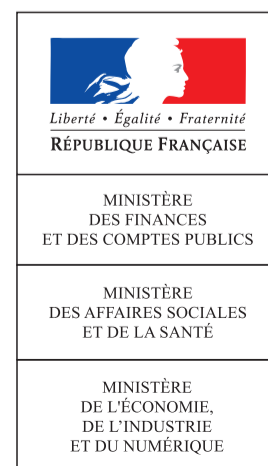 Liberté • Égalité • Fraternité
RÉPUBLIQUE FRANÇAISE
MINISTÈRE
DES FINANCES
ET DES COMPTES PUBLICS
MINISTÈRE
DES AFFAIRES SOCIALES
ET DE LA SANTÉ
MINISTÈRE
DE L'ÉCONOMIE,
DE L’INDUSTRIE
ET DU NUMÉRIQUE